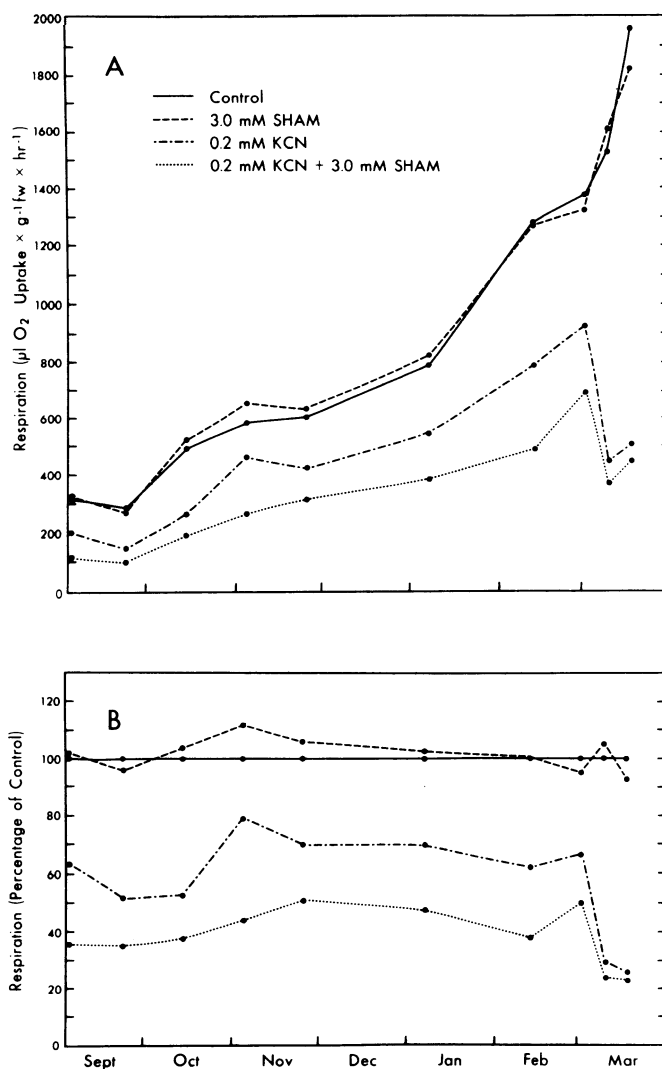 A
Control
3.0 mM SHAM
0.2 mM KCN
0.2 mM KCN + 3.0 mM SHAM
Respiration (µl O₂ Uptake × g⁻¹fw × hr⁻¹)
2000
1800
1600
1400
1200
1000
800
600
400
200
0
B
Respiration (Percentage of Control)
120
100
80
60
40
20
0
Sept Oct Nov Dec Jan Feb Mar